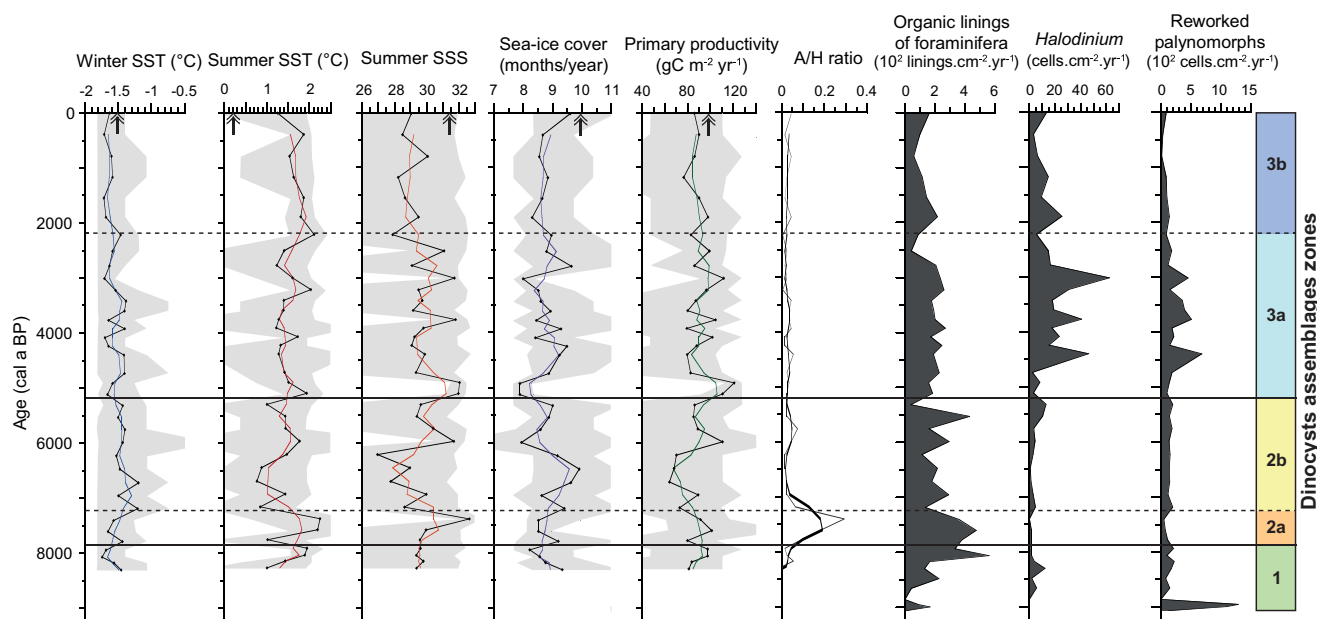 Winter SST (°C)
Summer SST (°C)
Summer SSS
Sea-ice cover
(months/year)
Primary productivity
(gC m⁻² yr⁻¹)
A/H ratio
Organic linings
of foraminifera
(10² linings.cm⁻².yr⁻¹)
Halodinium
(cells.cm⁻².yr⁻¹)
Reworked
palynomorphs
(10² cells.cm⁻².yr⁻¹)
-2 -1.5 -1 -0.5
0 1 2
26 28 30 32
7 8 9 10 11
40 80 120
0 0.2 0.4
0 2 4 6
0 20 40 60
0 5 10 15
0
2000
4000
6000
8000
Age (cal a BP)
3b
3a
2b
2a
1
Dinocysts assemblages zones